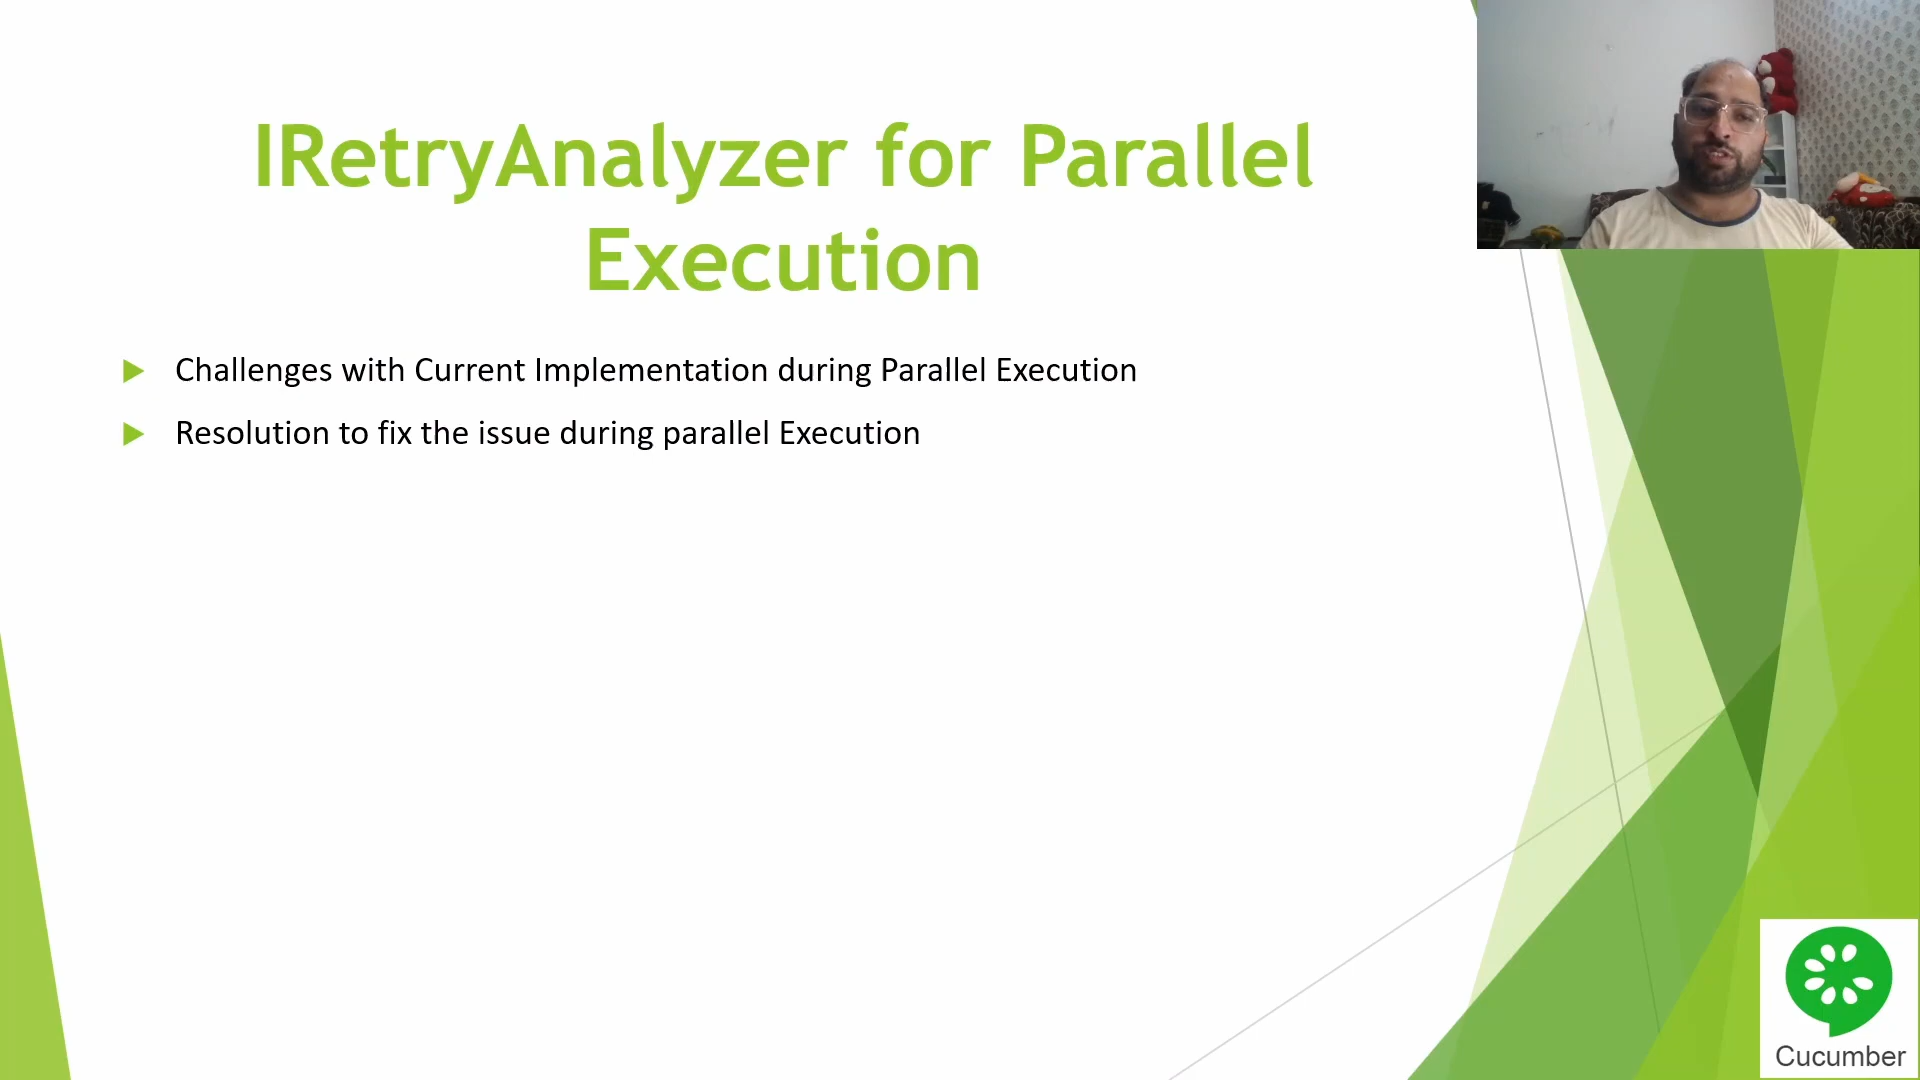 IRetryAnalyzer for Parallel
Execution
Challenges with Current Implementation during Parallel Execution
Resolution to fix the issue during parallel Execution
Cucumber